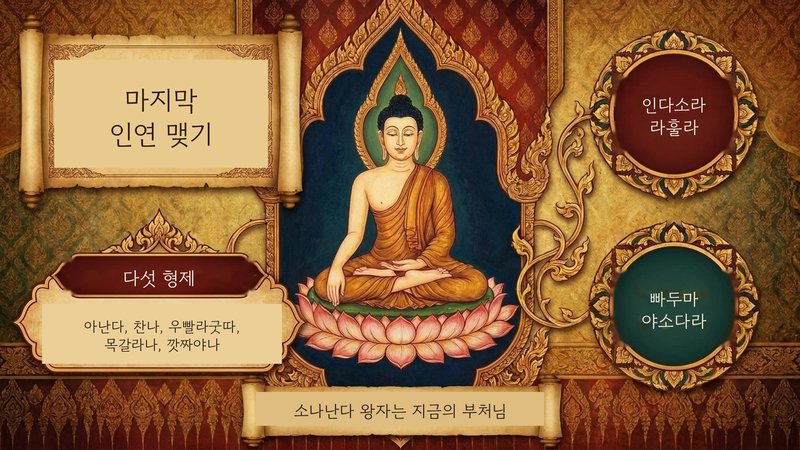 마지막
인연 맺기
다섯 형제
아난다, 찬나, 우빨라굿따,
목갈라나, 깟짜야나
인다소라
라훌라
빠두마
야소다라
소나난다 왕자는 지금의 부처님